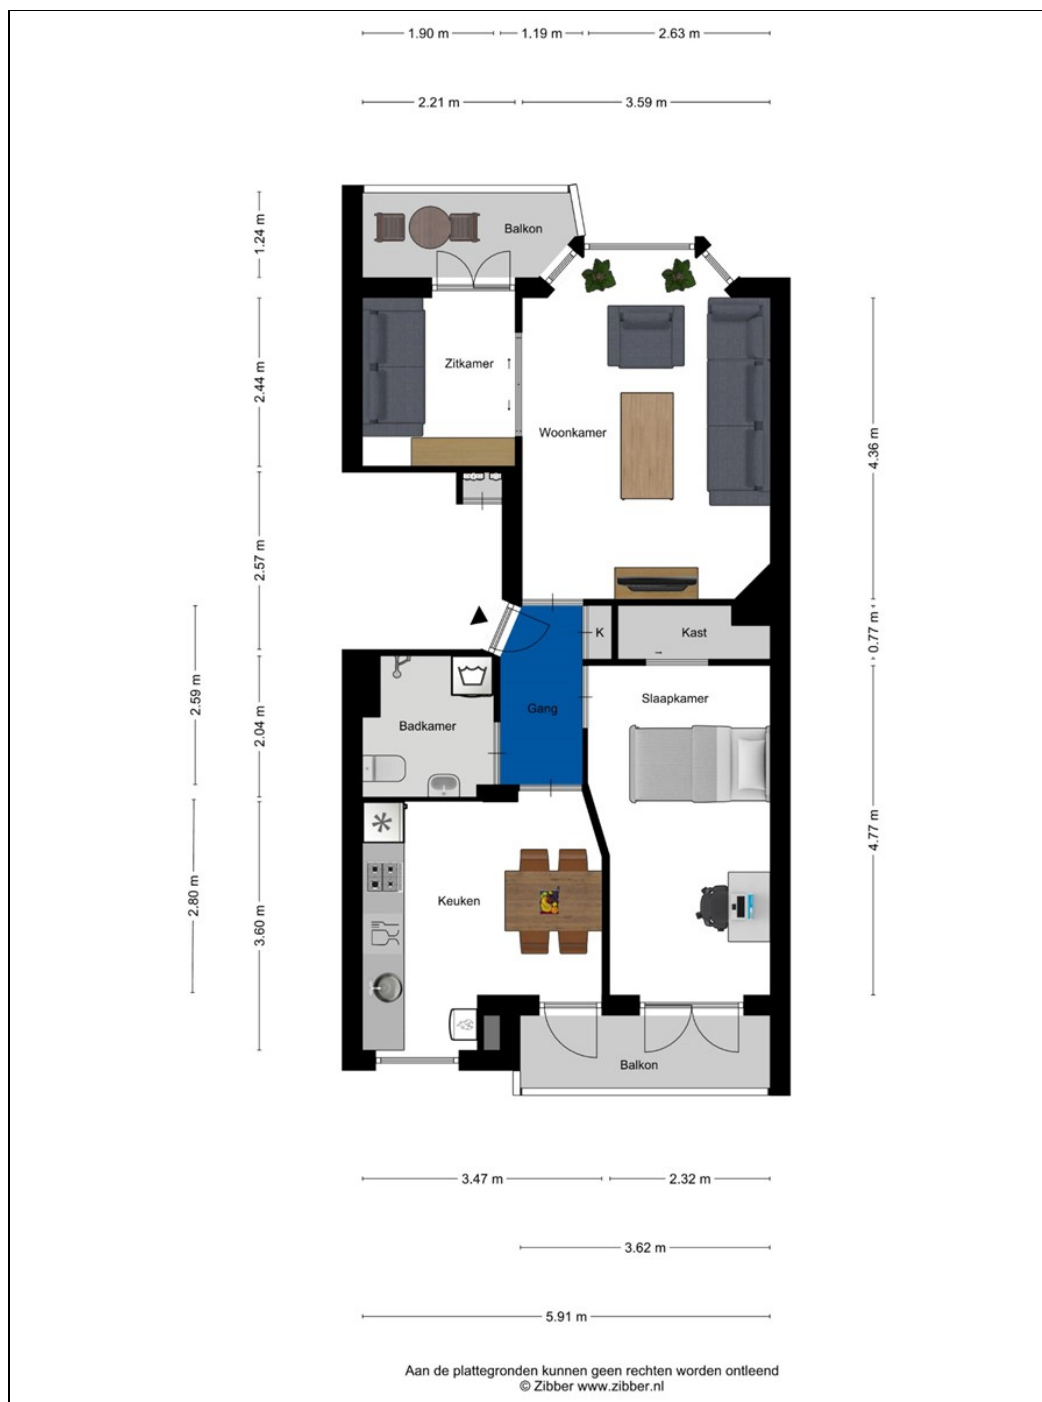 1.90 m 1.19 m 2.63 m
2.21 m 3.59 m
1.24 m
Balkon
2.44 m
Zitkamer
4.36 m
Woonkamer
2.57 m
0.77 m
K
Kast
2.59 m
2.04 m
Slaapkamer
Gang
Badkamer
4.77 m
2.80 m
3.60 m
Keuken
Balkon
3.47 m 2.32 m
3.62 m
5.91 m
Aan de plattegronden kunnen geen rechten worden ontleend
© Zibber www.zibber.nl